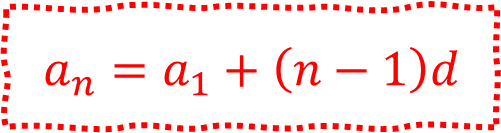 aₙ = a₁ + (n − 1)d